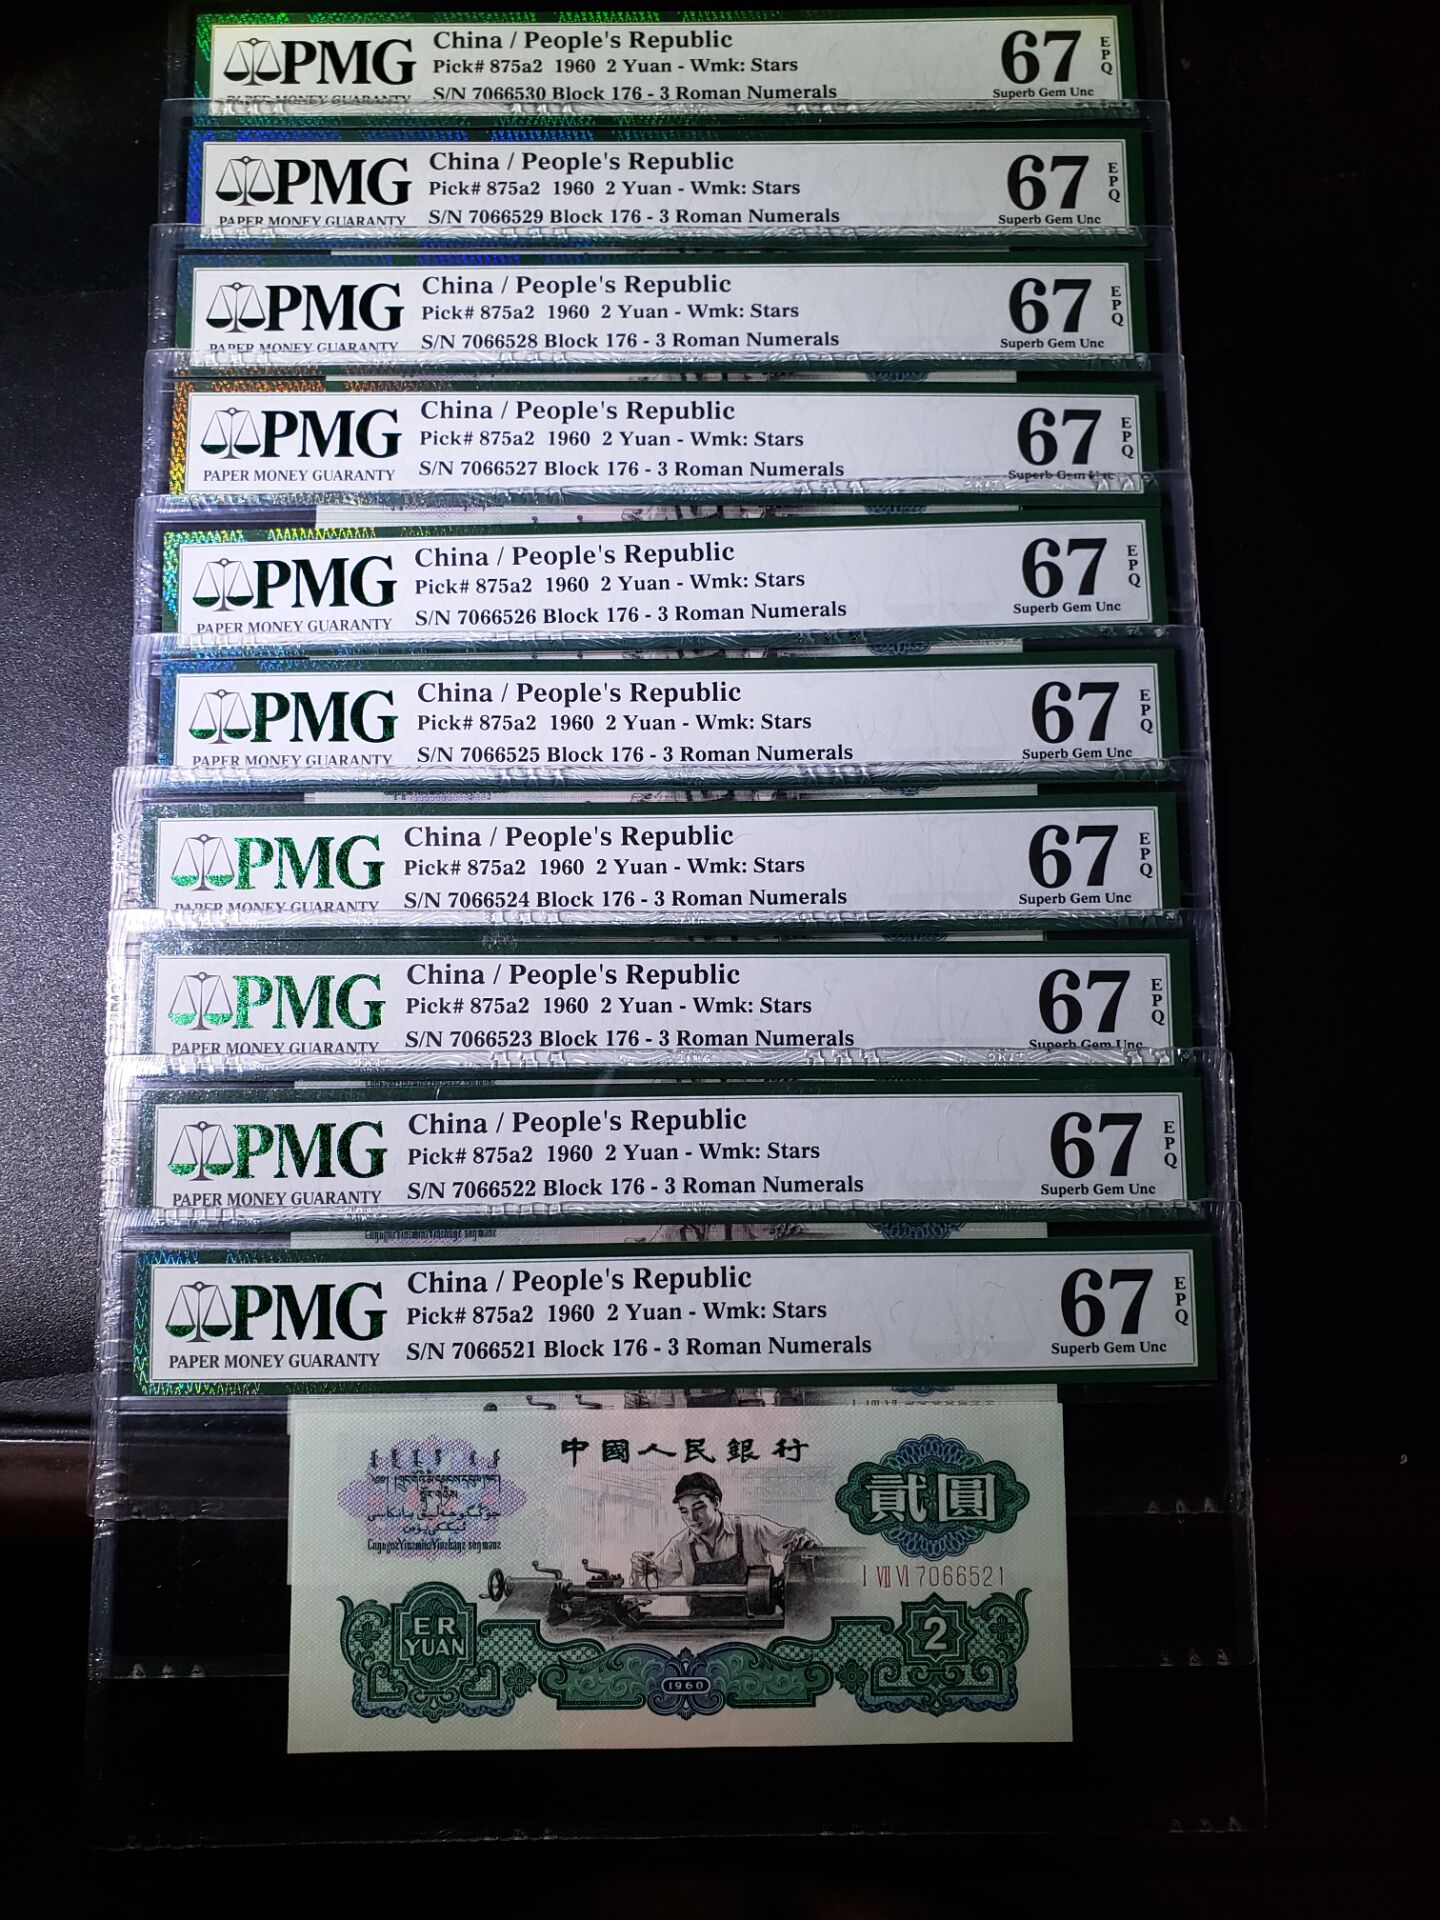 PMG
China / People's Republic
Pick# 875a2 1960 2 Yuan - Wmk: Stars
S/N 7066530 Block 176 - 3 Roman Numerals
67
EPQ
Superb Gem Unc
PAPER MONEY GUARANTY
PMG
China / People's Republic
Pick# 875a2 1960 2 Yuan - Wmk: Stars
S/N 7066529 Block 176 - 3 Roman Numerals
67
EPQ
Superb Gem Unc
PAPER MONEY GUARANTY
PMG
China / People's Republic
Pick# 875a2 1960 2 Yuan - Wmk: Stars
S/N 7066528 Block 176 - 3 Roman Numerals
67
EPQ
Superb Gem Unc
PAPER MONEY GUARANTY
PMG
China / People's Republic
Pick# 875a2 1960 2 Yuan - Wmk: Stars
S/N 7066527 Block 176 - 3 Roman Numerals
67
EPQ
Superb Gem Unc
PAPER MONEY GUARANTY
PMG
China / People's Republic
Pick# 875a2 1960 2 Yuan - Wmk: Stars
S/N 7066526 Block 176 - 3 Roman Numerals
67
EPQ
Superb Gem Unc
PAPER MONEY GUARANTY
PMG
China / People's Republic
Pick# 875a2 1960 2 Yuan - Wmk: Stars
S/N 7066525 Block 176 - 3 Roman Numerals
67
EPQ
Superb Gem Unc
PAPER MONEY GUARANTY
PMG
China / People's Republic
Pick# 875a2 1960 2 Yuan - Wmk: Stars
S/N 7066524 Block 176 - 3 Roman Numerals
67
EPQ
Superb Gem Unc
PAPER MONEY GUARANTY
PMG
China / People's Republic
Pick# 875a2 1960 2 Yuan - Wmk: Stars
S/N 7066523 Block 176 - 3 Roman Numerals
67
EPQ
Superb Gem Unc
PAPER MONEY GUARANTY
PMG
China / People's Republic
Pick# 875a2 1960 2 Yuan - Wmk: Stars
S/N 7066522 Block 176 - 3 Roman Numerals
67
EPQ
Superb Gem Unc
PAPER MONEY GUARANTY
PMG
China / People's Republic
Pick# 875a2 1960 2 Yuan - Wmk: Stars
S/N 7066521 Block 176 - 3 Roman Numerals
67
EPQ
Superb Gem Unc
PAPER MONEY GUARANTY
中國人民銀行
貳圓
I VII VI 7066521
ER
YUAN
2
1960